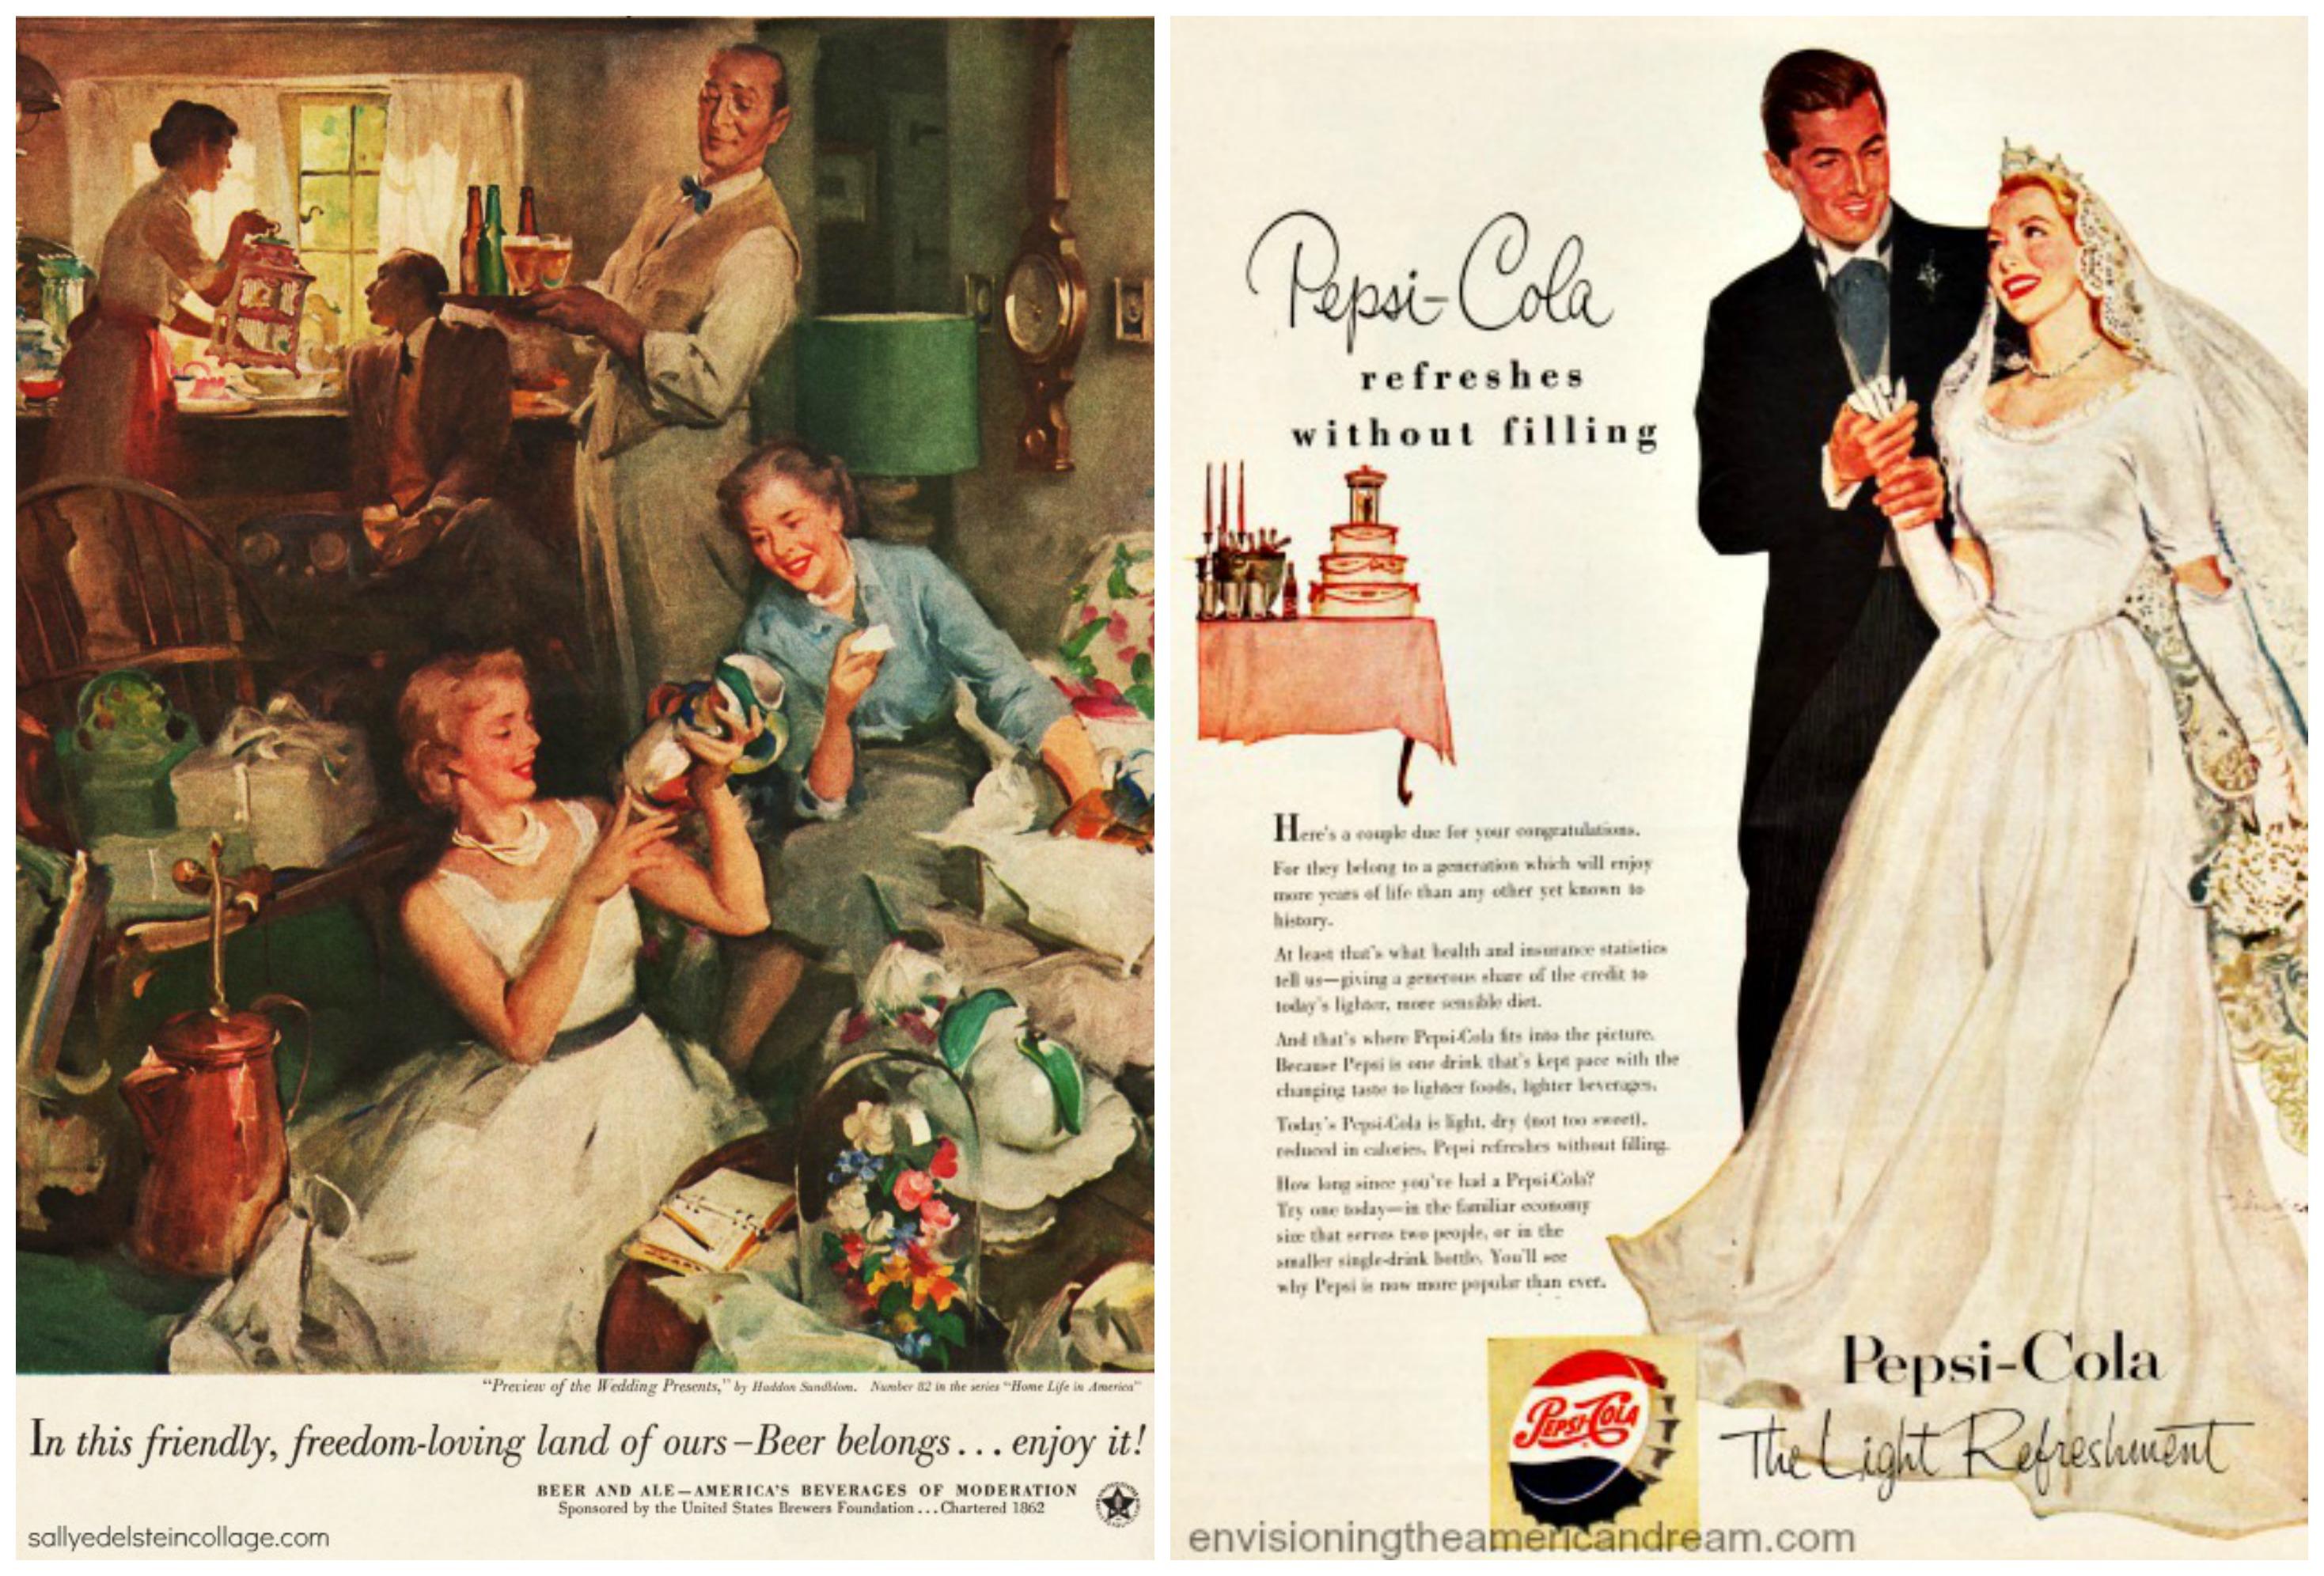 "Preview of the Wedding Presents," by Haddon Sundblom. Number 82 in the series "Home Life in America"
In this friendly, freedom-loving land of ours—Beer belongs...enjoy it!
BEER AND ALE—AMERICA'S BEVERAGES OF MODERATION
Sponsored by the United States Brewers Foundation...Chartered 1862
sallyedelsteincollage.com
Pepsi-Cola
refreshes
without filling
Here's a couple due for your congratulations.
For they belong to a generation which will enjoy
more years of life than any other yet known to
history.
At least that's what health and insurance statistics
tell us—giving a generous share of the credit to
today's lighter, more sensible diet.
And that's where Pepsi-Cola fits into the picture.
Because Pepsi is one drink that's kept pace with the
changing taste to lighter foods, lighter beverages.
Today's Pepsi-Cola is light, dry (not too sweet),
reduced in calories. Pepsi refreshes without filling.
How long since you've had a Pepsi-Cola?
Try one today—in the familiar economy
size that serves two people, or in the
smaller single-drink bottle. You'll see
why Pepsi is now more popular than ever.
PEPSI-COLA
Pepsi-Cola
The Light Refreshment
envisioningtheamericandream.com